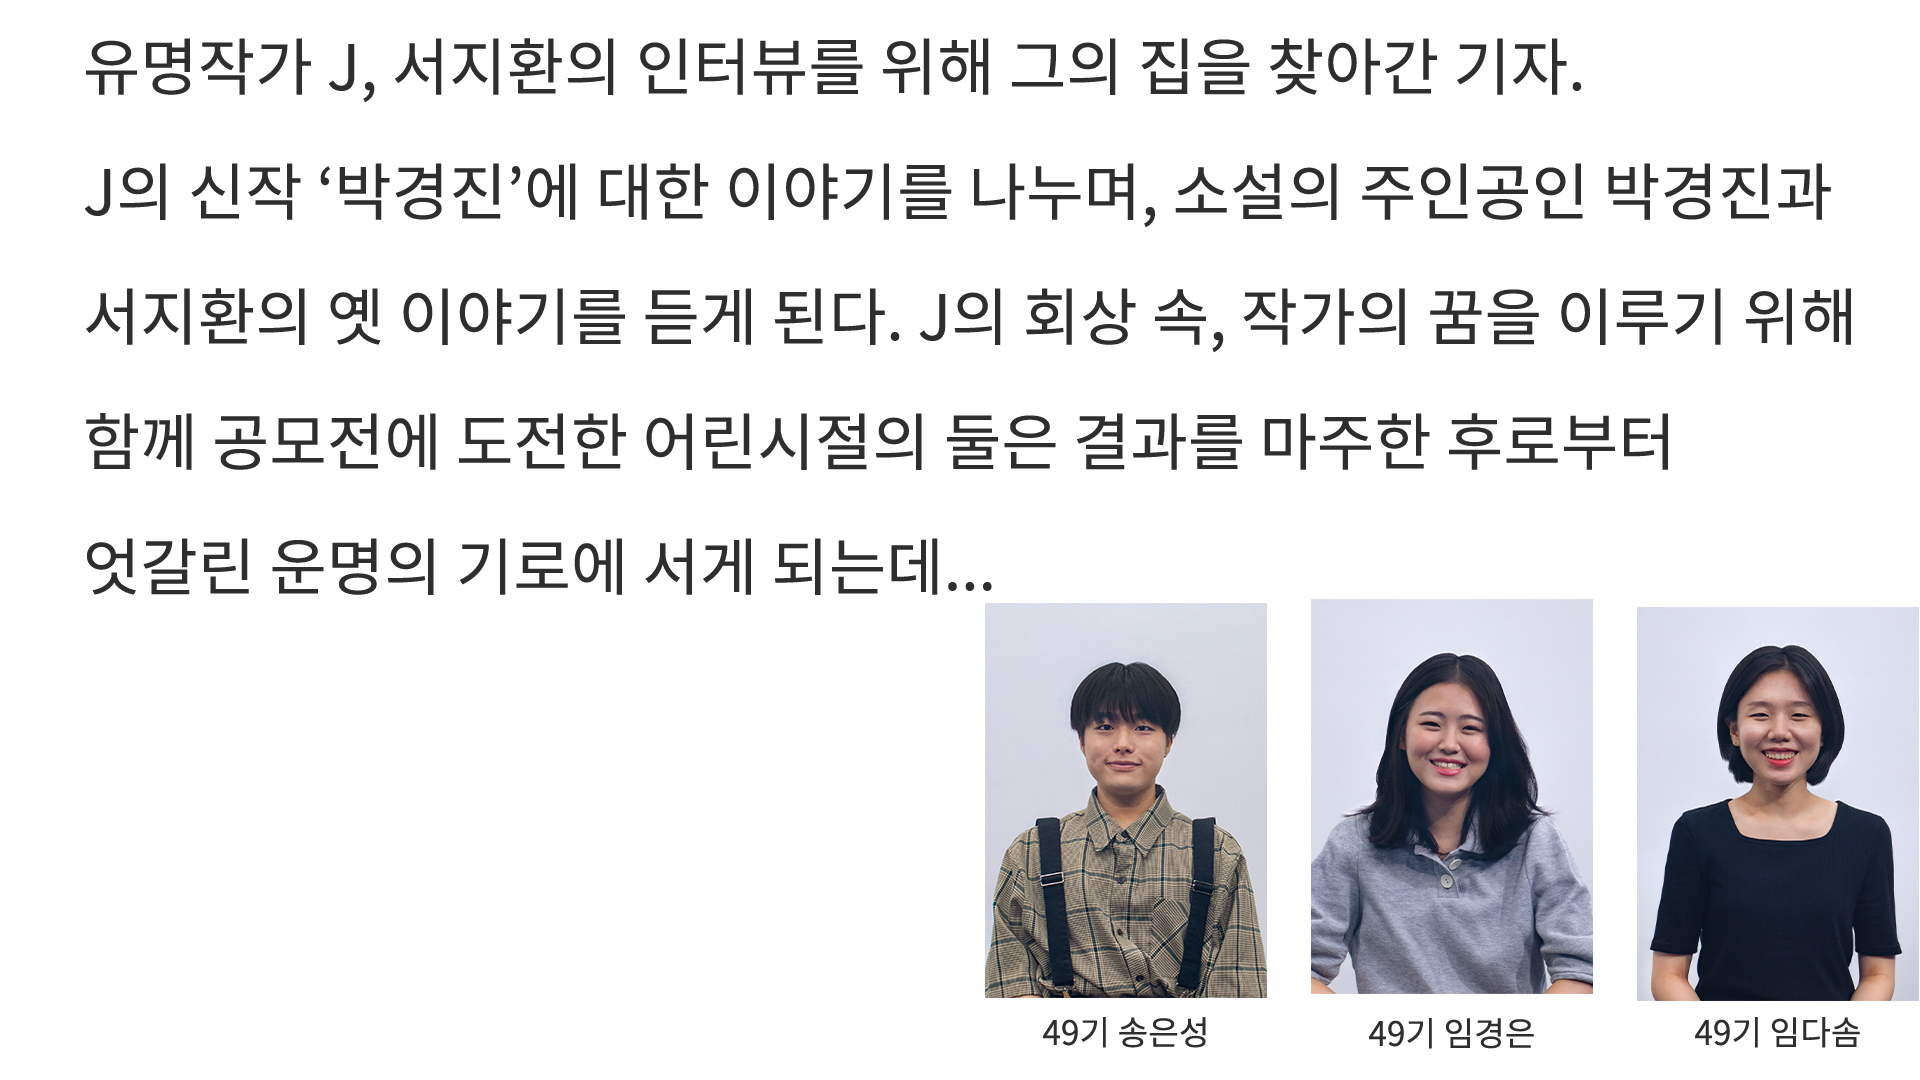 유명작가 J, 서지환의 인터뷰를 위해 그의 집을 찾아간 기자.
J의 신작 ‘박경진’에 대한 이야기를 나누며, 소설의 주인공인 박경진과
서지환의 옛 이야기를 듣게 된다. J의 회상 속, 작가의 꿈을 이루기 위해
함께 공모전에 도전한 어린시절의 둘은 결과를 마주한 후로부터
엇갈린 운명의 기로에 서게 되는데...
49기 송은성
49기 임경은
49기 임다솜